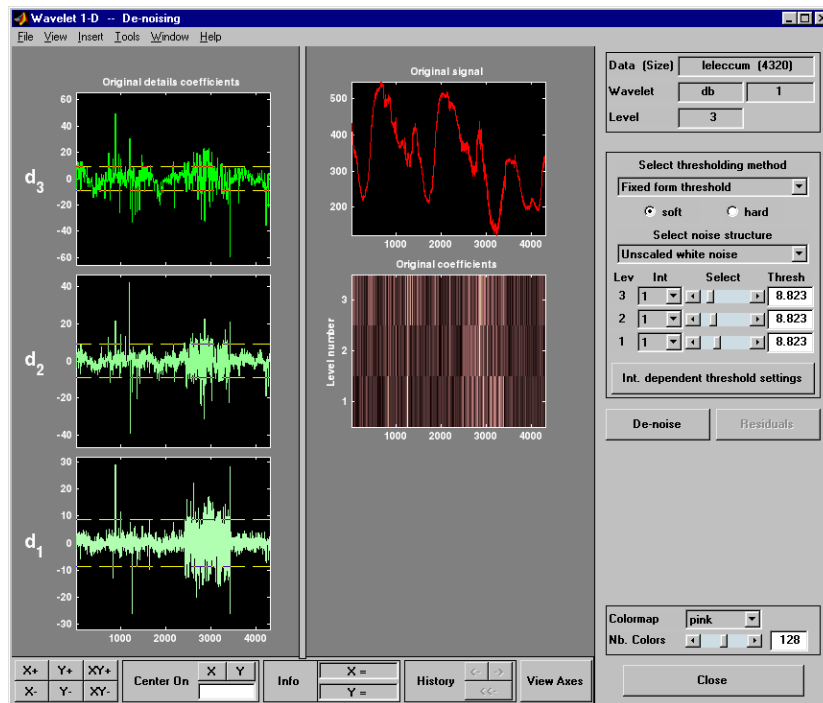 Wavelet 1-D -- De-noising
File View Insert Tools Window Help
Original details coefficients
60
40
20
0
-20
-40
-60
d3
40
20
0
-20
-40
d2
30
20
10
0
-10
-20
-30
d1
1000 2000 3000 4000
Original signal
500
400
300
200
1000 2000 3000 4000
Original coefficients
3
2
1
Level number
1000 2000 3000 4000
Data (Size) leleccum (4320)
Wavelet db 1
Level 3
Select thresholding method
Fixed form threshold
soft hard
Select noise structure
Unscaled white noise
Lev Int Select Thresh
3 1 8.823
2 1 8.823
1 1 8.823
Int. dependent threshold settings
De-noise Residuals
Colormap pink
Nb. Colors 128
Close
X+ Y+ XY+
X- Y- XY-
Center On X Y
Info X =
Y =
History <- ->
<<-
View Axes